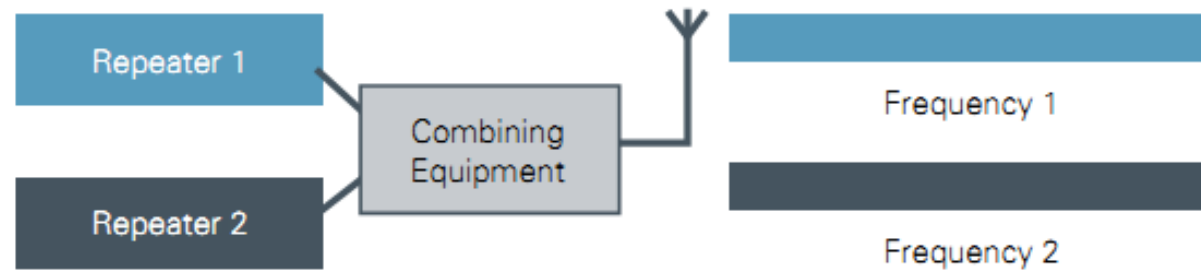 Repeater 1
Combining
Equipment
Repeater 2
Frequency 1
Frequency 2